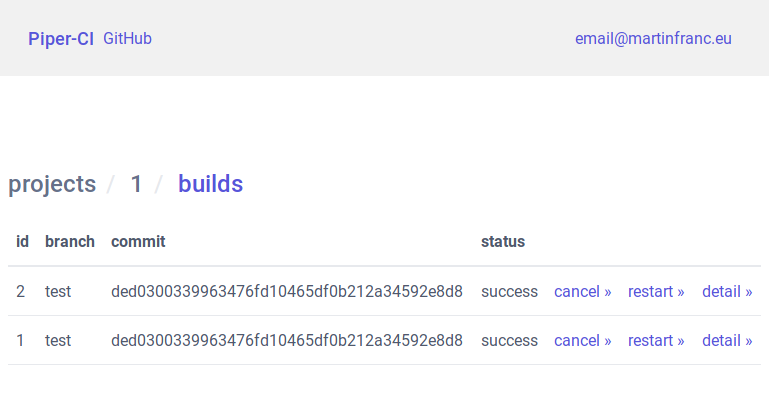 Piper-CI GitHub email@martinfranc.eu
projects / 1 / builds
id branch commit status
2 test ded0300339963476fd10465df0b212a34592e8d8 success cancel » restart » detail »
1 test ded0300339963476fd10465df0b212a34592e8d8 success cancel » restart » detail »